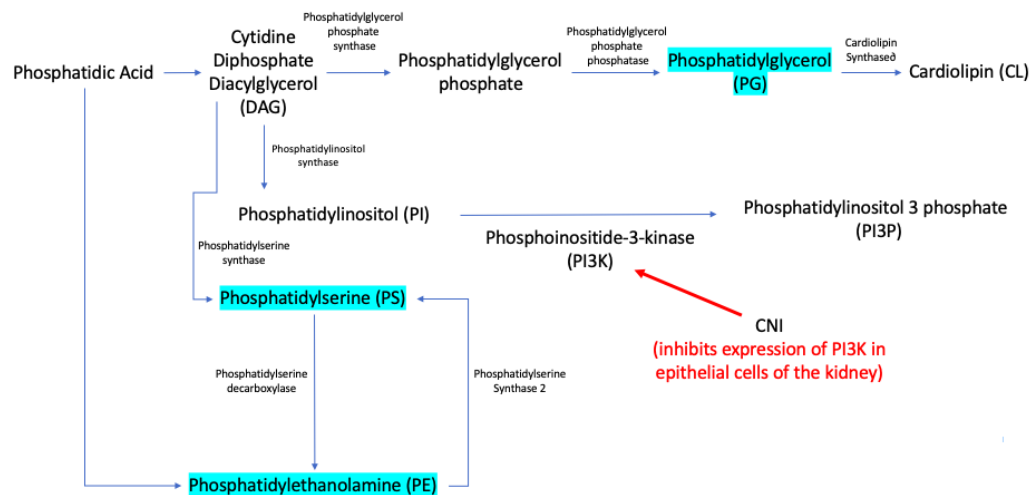 Phosphatidic Acid
Cytidine
Diphosphate
Diacylglycerol
(DAG)
Phosphatidylglycerol
phosphate
synthase
Phosphatidylglycerol
phosphate
Phosphatidylglycerol
phosphate
phosphatase
Phosphatidylglycerol
(PG)
Cardiolipin
Synthaseð
Cardiolipin (CL)
Phosphatidylinositol
synthase
Phosphatidylinositol (PI)
Phosphoinositide-3-kinase
(PI3K)
Phosphatidylinositol 3 phosphate
(PI3P)
Phosphatidylserine
synthase
Phosphatidylserine (PS)
CNI
(inhibits expression of PI3K in
epithelial cells of the kidney)
Phosphatidylserine
decarboxylase
Phosphatidylserine
Synthase 2
Phosphatidylethanolamine (PE)